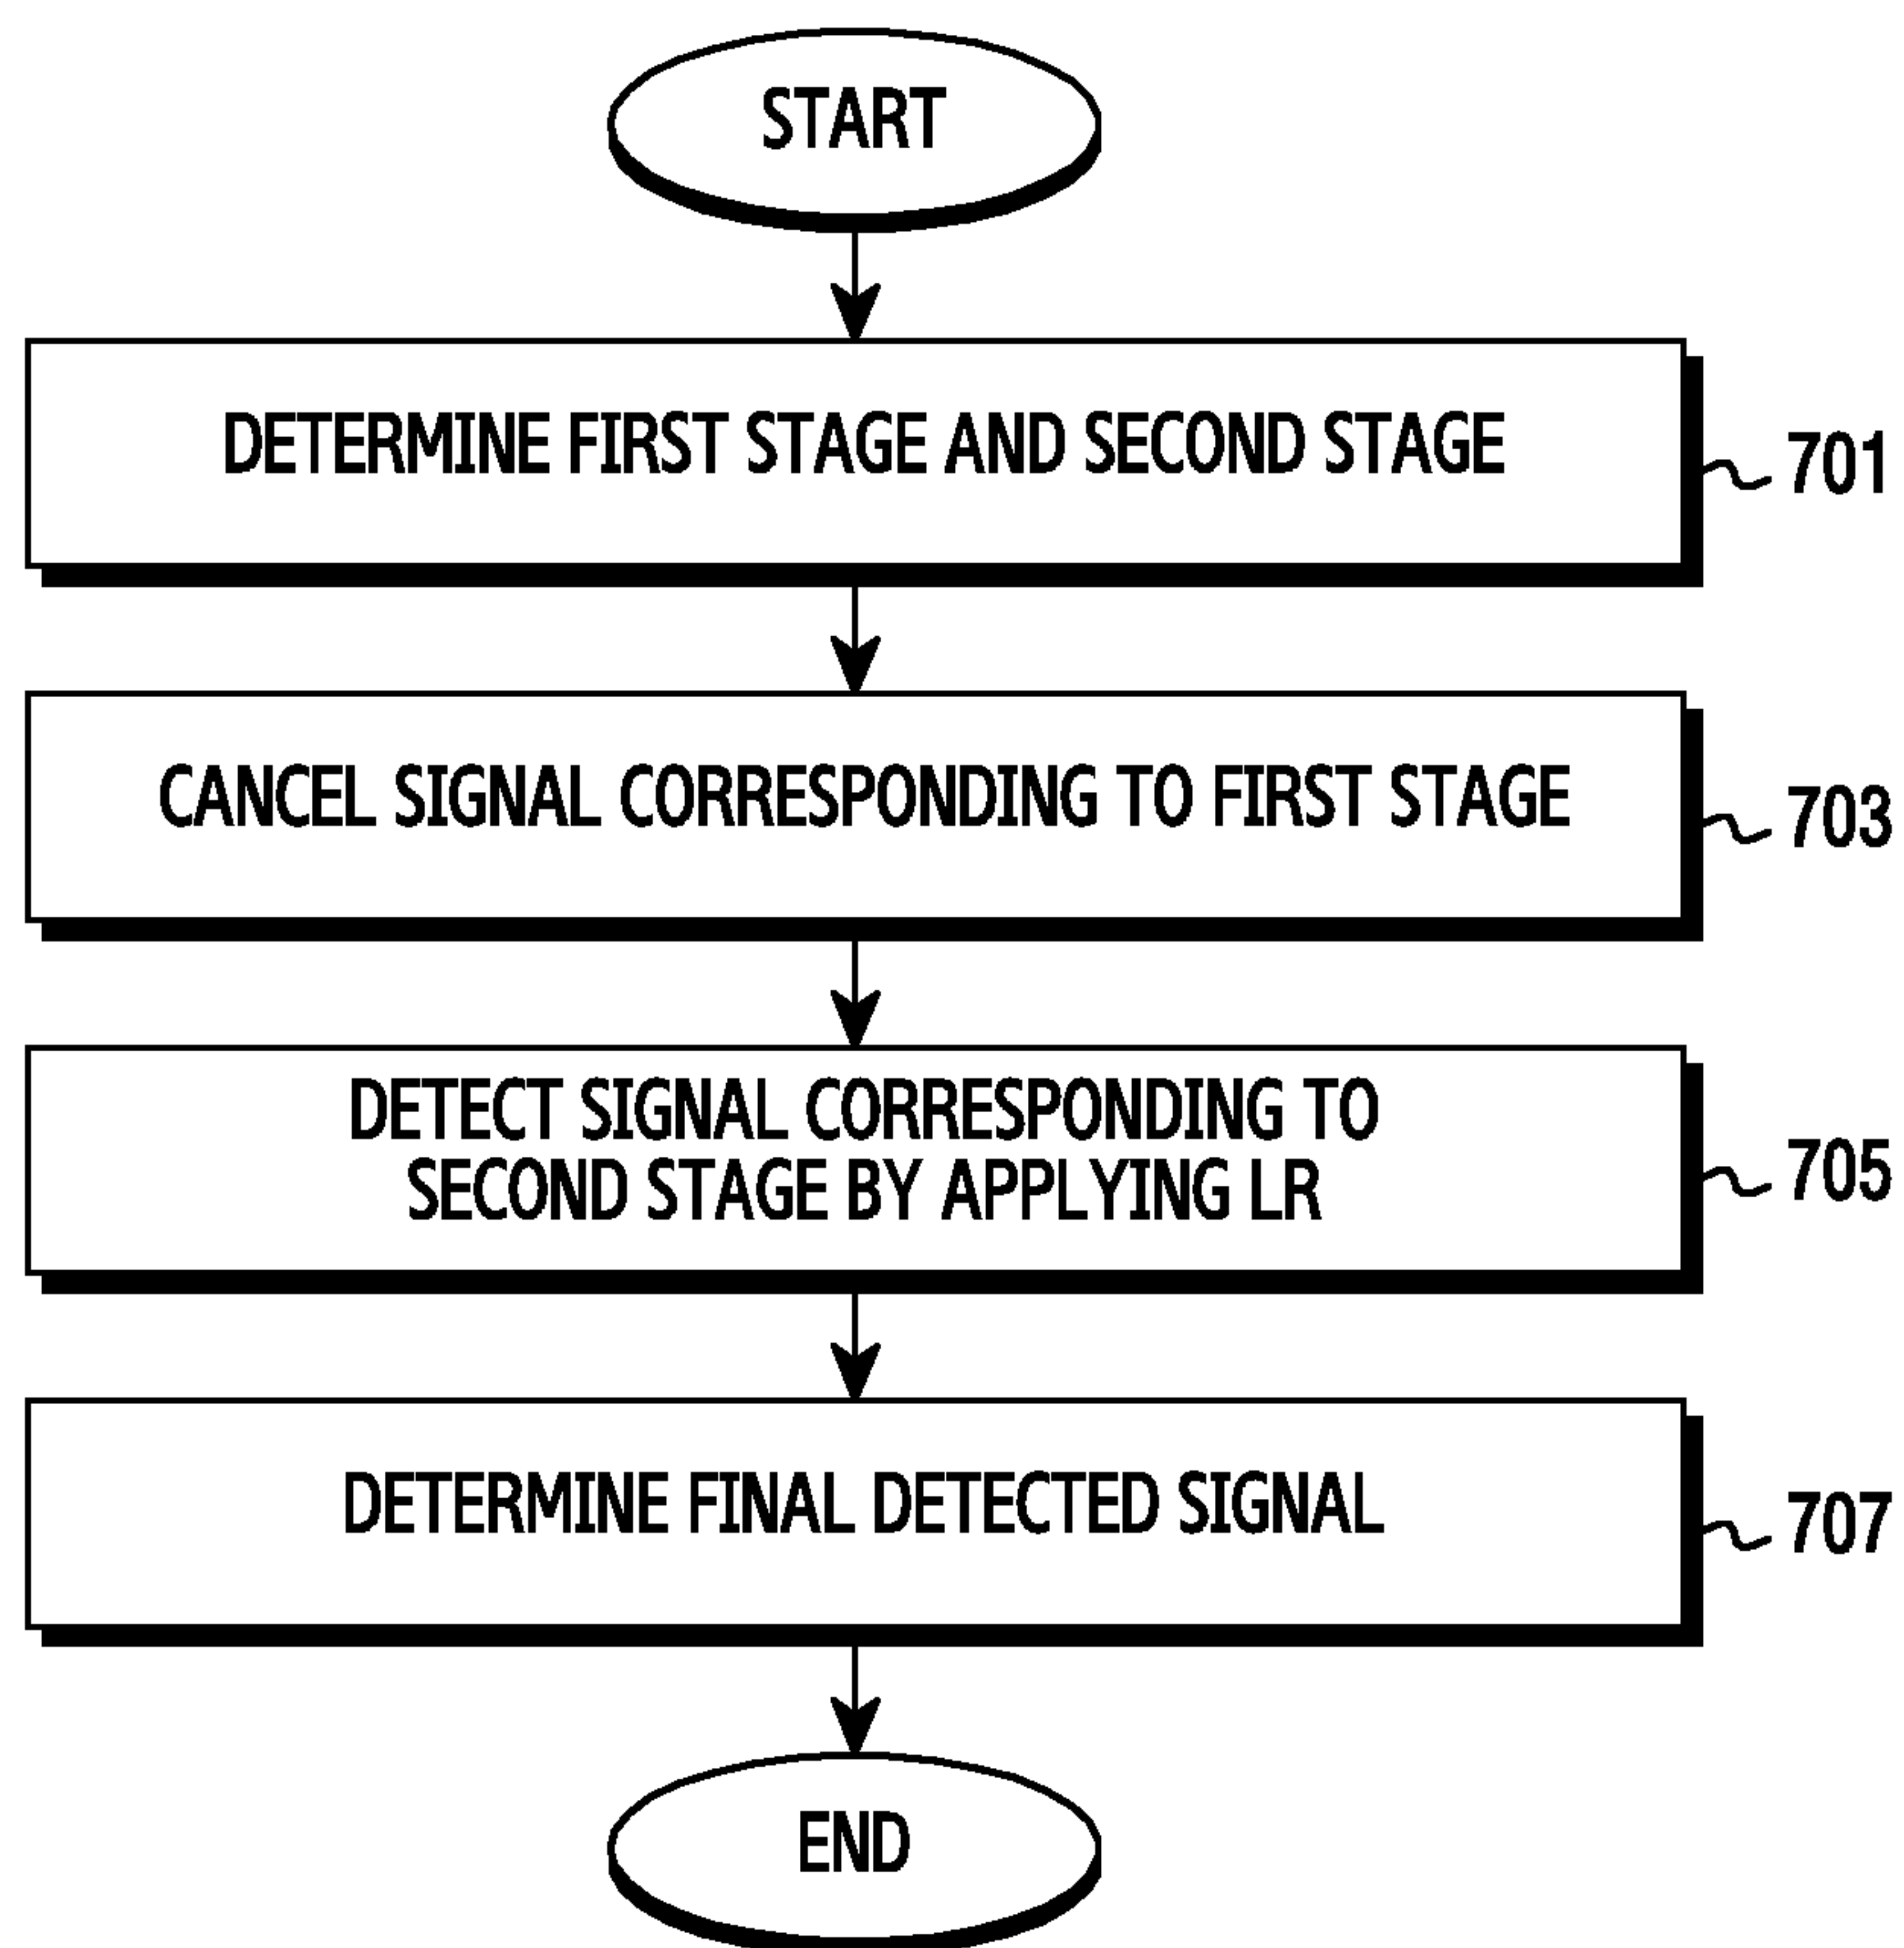 START
DETERMINE FIRST STAGE AND SECOND STAGE
701
CANCEL SIGNAL CORRESPONDING TO FIRST STAGE
703
DETECT SIGNAL CORRESPONDING TO
SECOND STAGE BY APPLYING LR
705
DETERMINE FINAL DETECTED SIGNAL
707
END